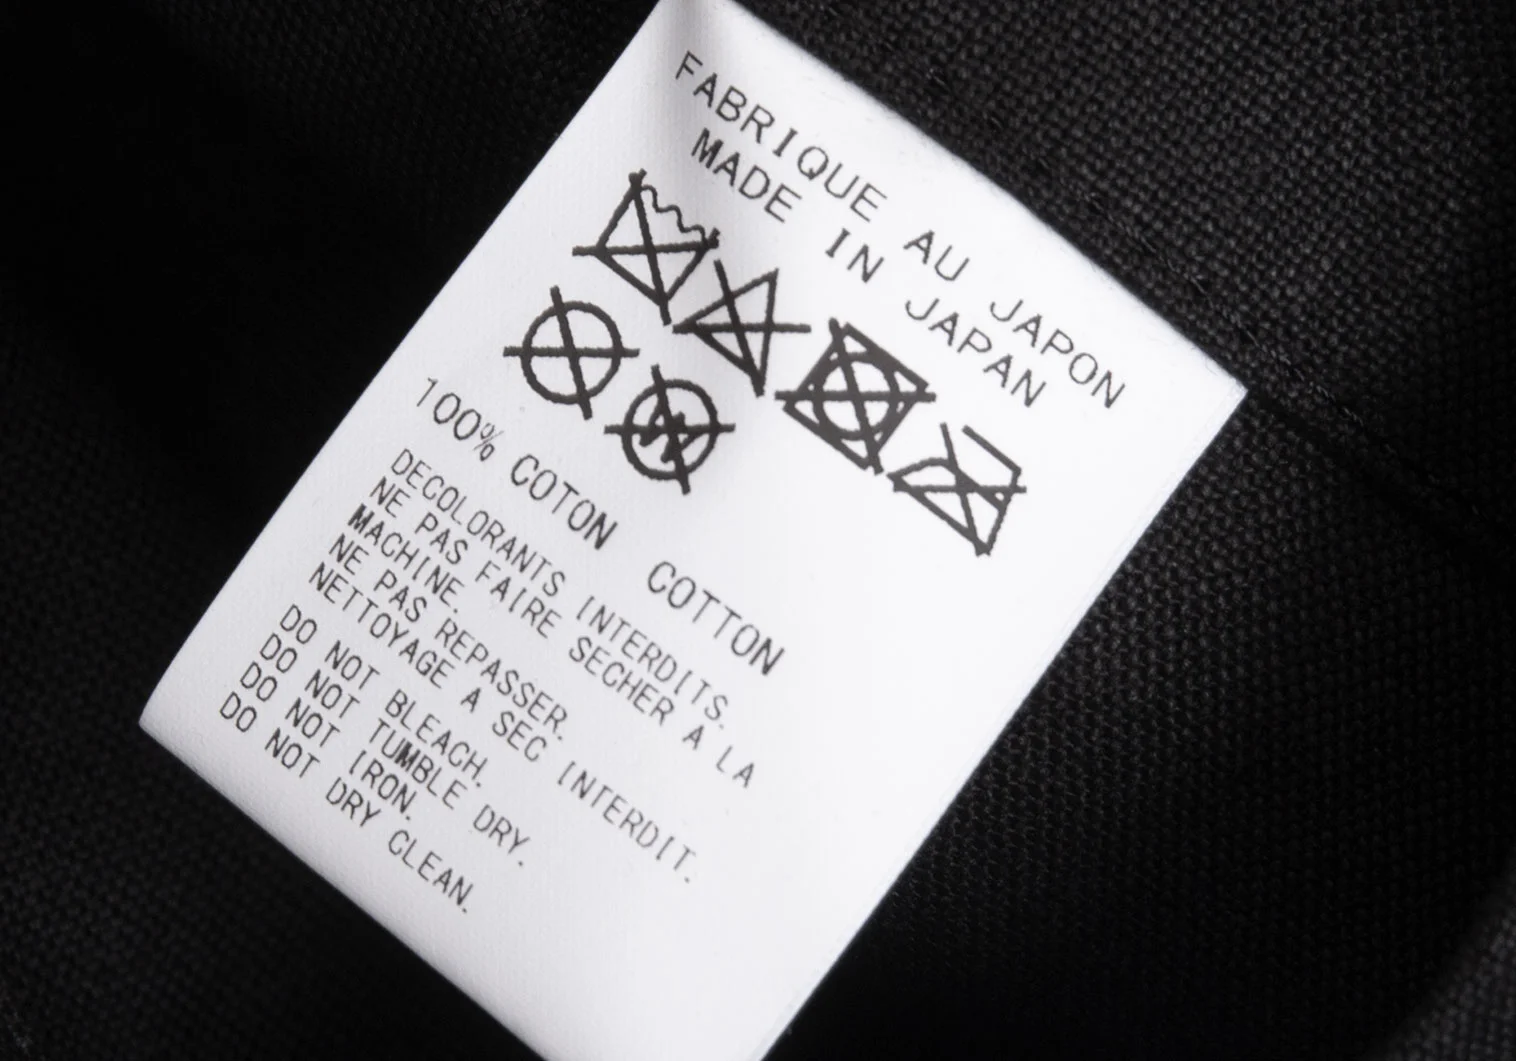 FABRIQUE AU JAPON
MADE IN JAPAN
W
100% COTON COTTON
DECOLORANTS INTERDITS.
NE PAS FAIRE SECHER A LA
MACHINE.
NE PAS REPASSER.
NETTOYAGE A SEC INTERDIT.
DO NOT BLEACH.
DO NOT TUMBLE DRY.
DO NOT IRON.
DO NOT DRY CLEAN.